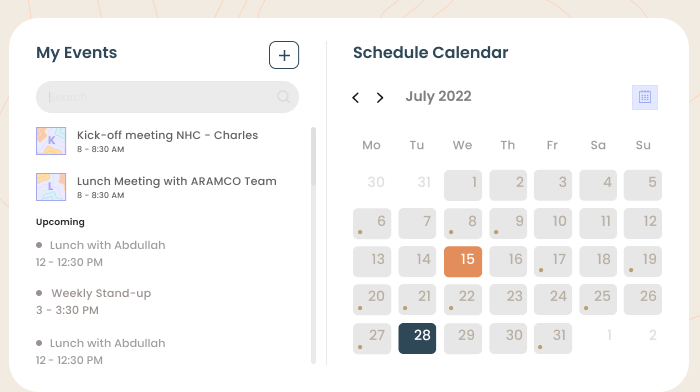 My Events
+
Search
K
Kick-off meeting NHC - Charles
8 - 8:30 AM
L
Lunch Meeting with ARAMCO Team
8 - 8:30 AM
Upcoming
Lunch with Abdullah
12 - 12:30 PM
Weekly Stand-up
3 - 3:30 PM
Lunch with Abdullah
12 - 12:30 PM
Schedule Calendar
July 2022
Mo Tu We Th Fr Sa Su
30 31 1 2 3 4 5
6 7 8 9 10 11 12
13 14 15 16 17 18 19
20 21 22 23 24 25 26
27 28 29 30 31 1 2